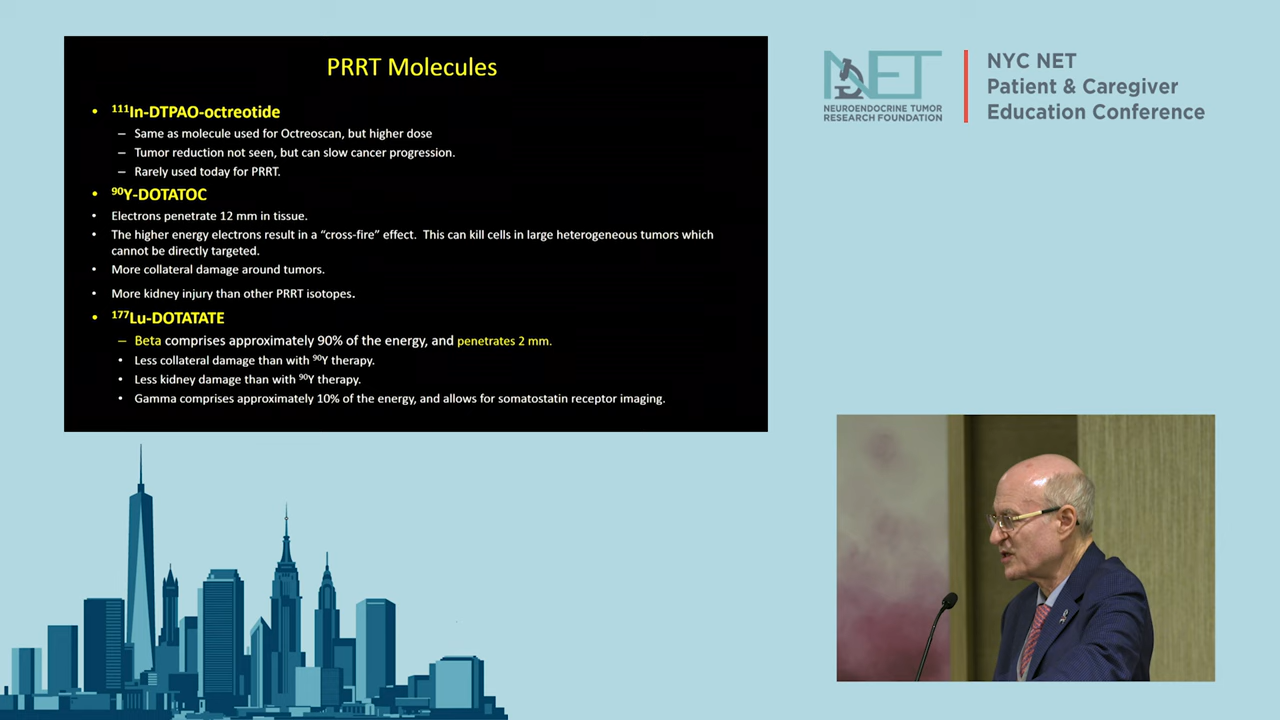 PRRT Molecules
• ¹¹¹In-DTPAO-octreotide
– Same as molecule used for Octreoscan, but higher dose
– Tumor reduction not seen, but can slow cancer progression.
– Rarely used today for PRRT.
• ⁹⁰Y-DOTATOC
• Electrons penetrate 12 mm in tissue.
• The higher energy electrons result in a “cross-fire” effect. This can kill cells in large heterogeneous tumors which
cannot be directly targeted.
• More collateral damage around tumors.
• More kidney injury than other PRRT isotopes.
• ¹⁷⁷Lu-DOTATATE
– Beta comprises approximately 90% of the energy, and penetrates 2 mm.
• Less collateral damage than with ⁹⁰Y therapy.
• Less kidney damage than with ⁹⁰Y therapy.
• Gamma comprises approximately 10% of the energy, and allows for somatostatin receptor imaging.
NET
NEUROENDOCRINE TUMOR
RESEARCH FOUNDATION
NYC NET
Patient & Caregiver
Education Conference